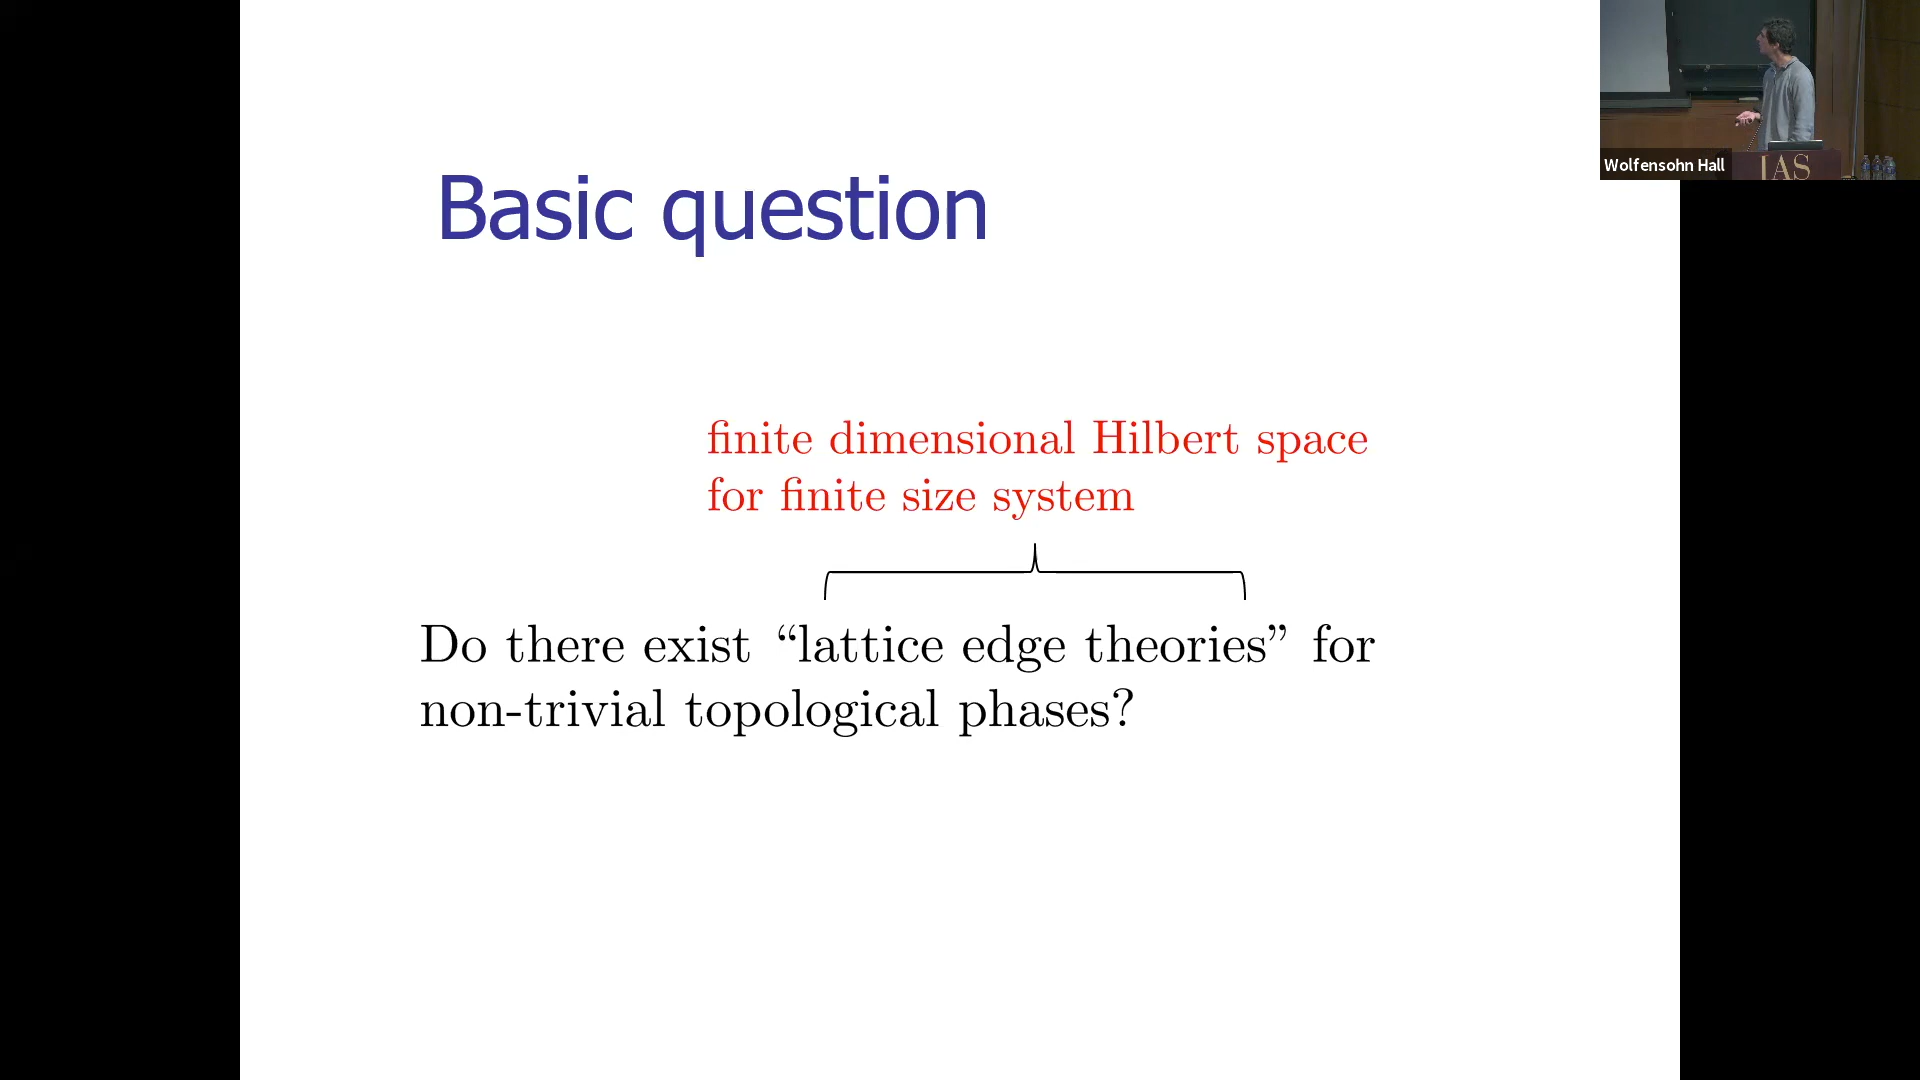 Basic question
finite dimensional Hilbert space
for finite size system
Do there exist “lattice edge theories” for
non-trivial topological phases?
Wolfensohn Hall
IAS